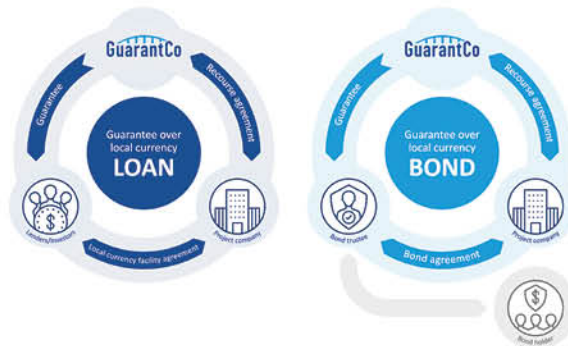 GuarantCo
Guarantee
Recourse agreement
Guarantee over
local currency
LOAN
Lenders/Investors
Project company
Local currency facility agreement
GuarantCo
Guarantee
Recourse agreement
Guarantee over
local currency
BOND
Bond trustee
Project company
Bond agreement
Bond holder